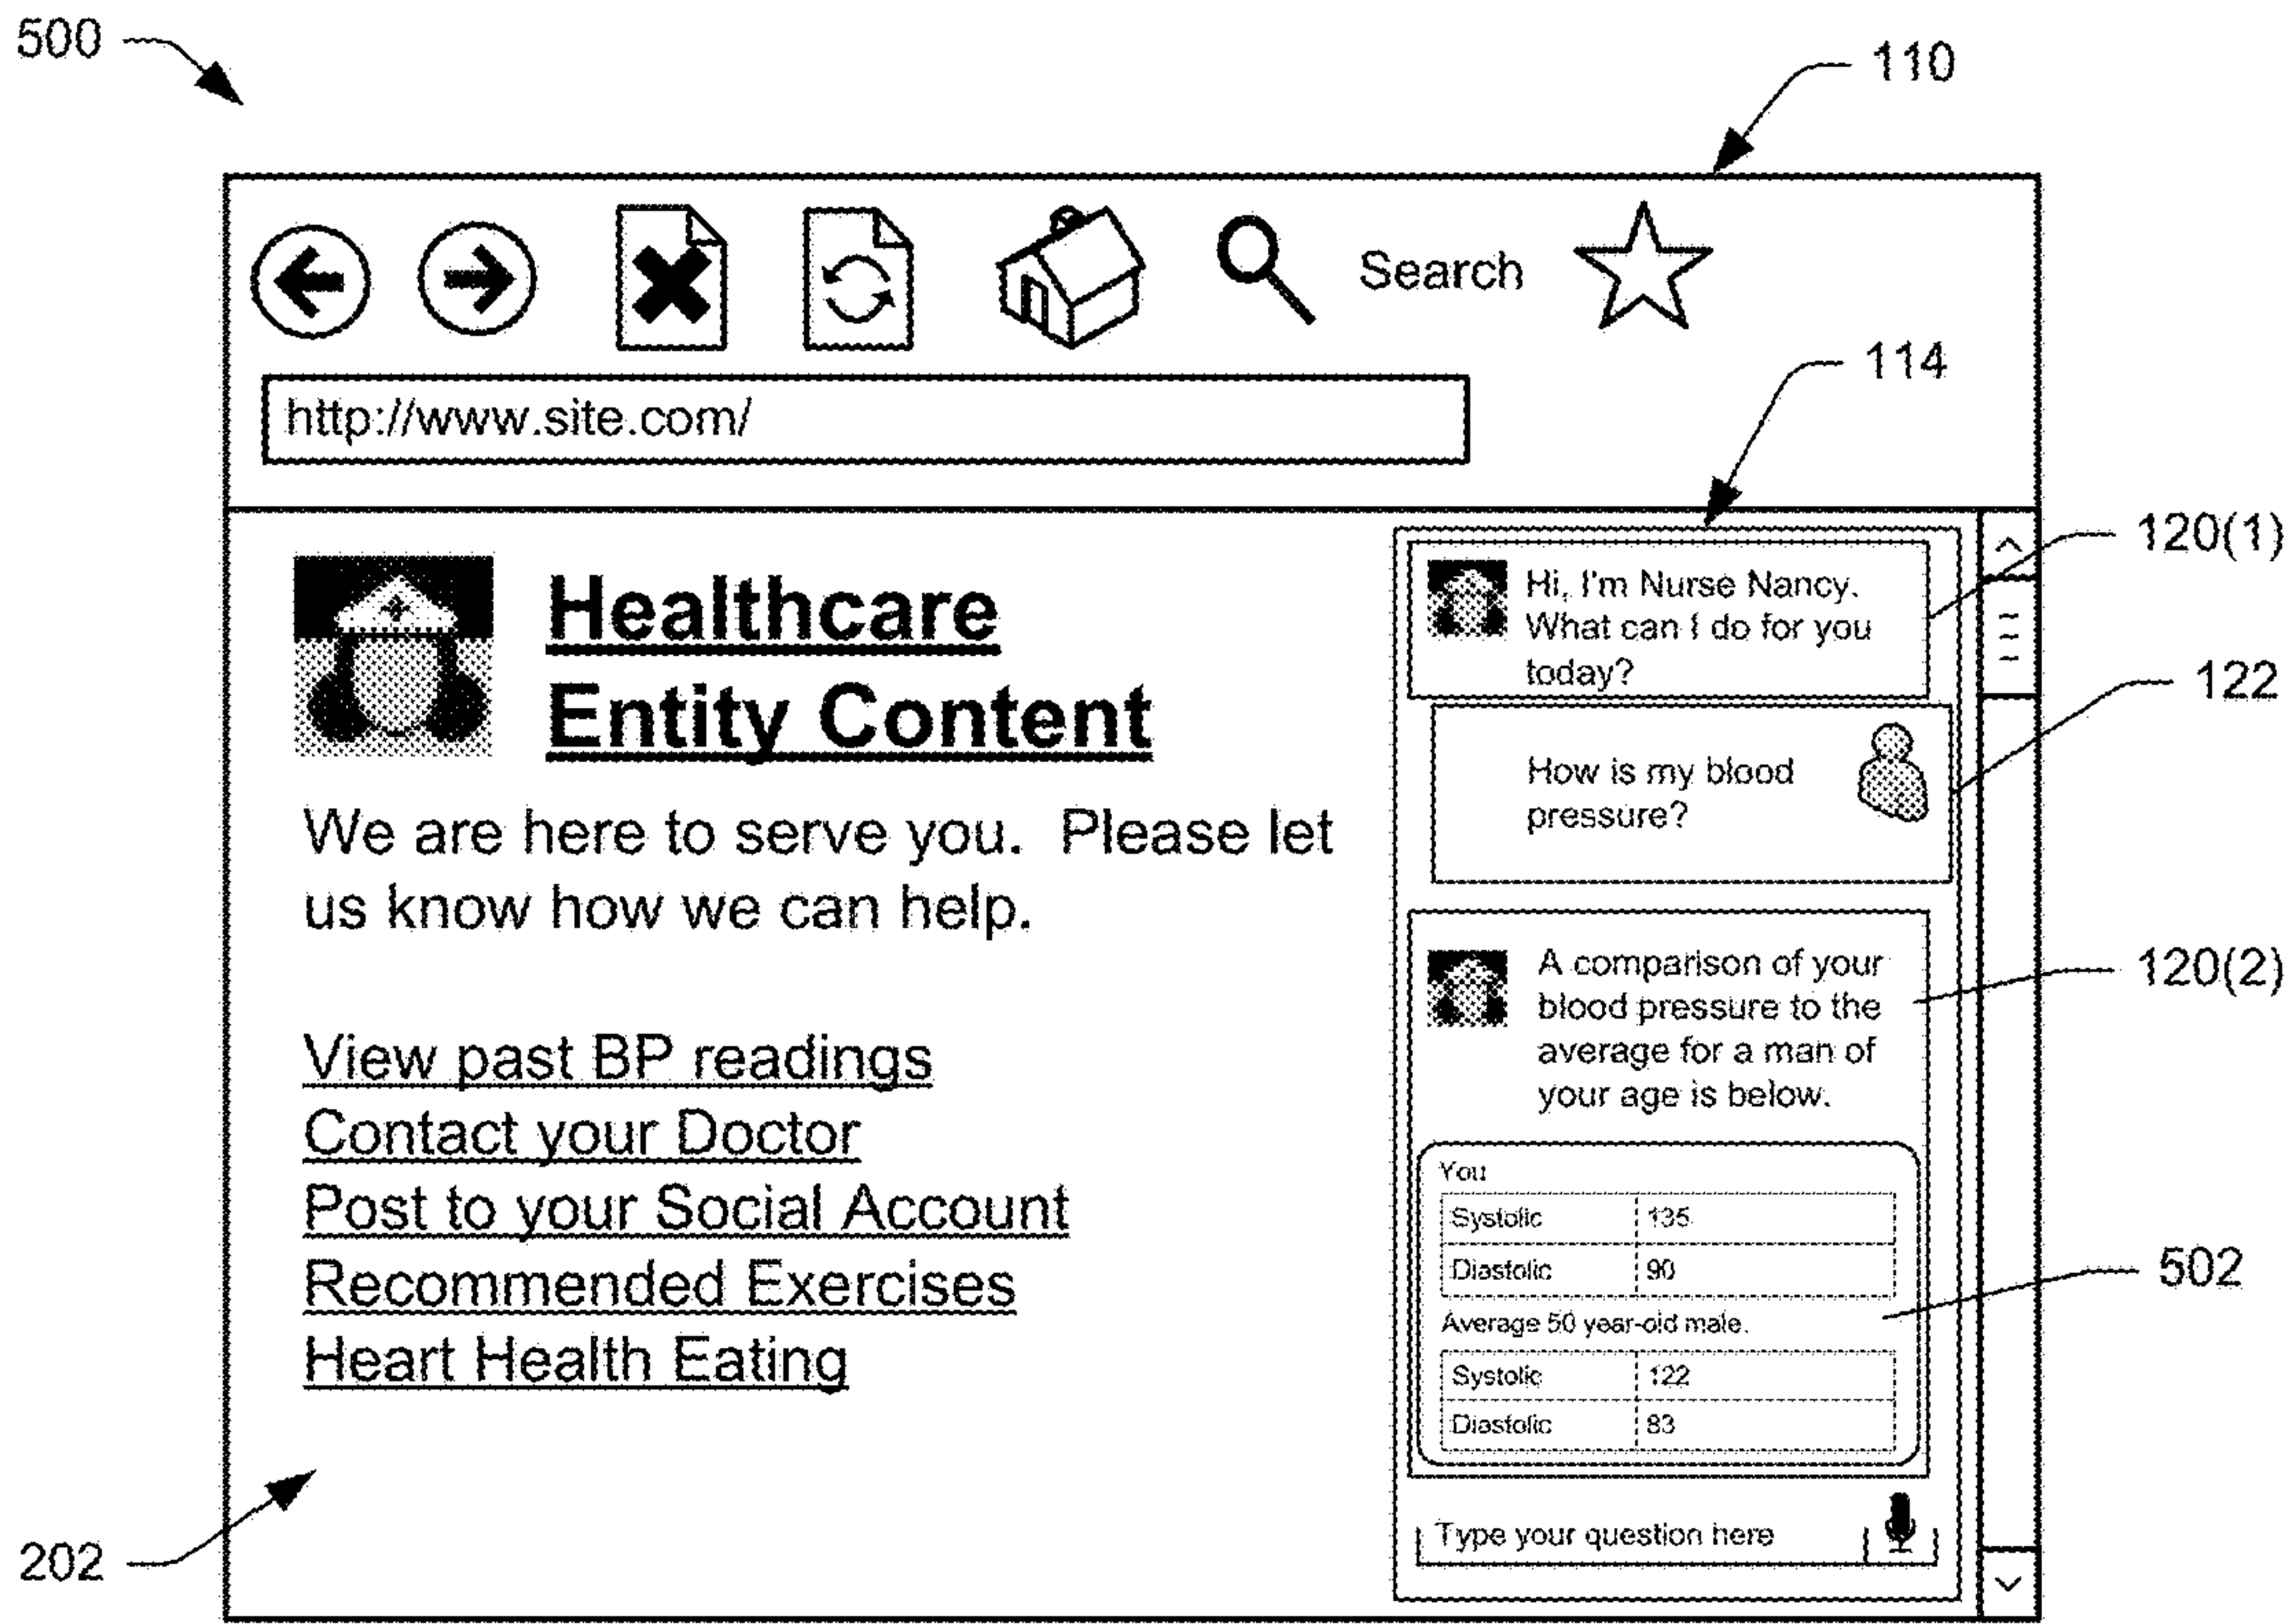 500
110
Search
http://www.site.com/
114
Healthcare
Entity Content
We are here to serve you. Please let
us know how we can help.
View past BP readings
Contact your Doctor
Post to your Social Account
Recommended Exercises
Heart Health Eating
202
Hi, I'm Nurse Nancy.
What can I do for you
today?
120(1)
How is my blood
pressure?
122
A comparison of your
blood pressure to the
average for a man of
your age is below.
120(2)
You
Systolic 135
Diastolic 90
Average 50 year-old male.
Systolic 122
Diastolic 83
502
Type your question here